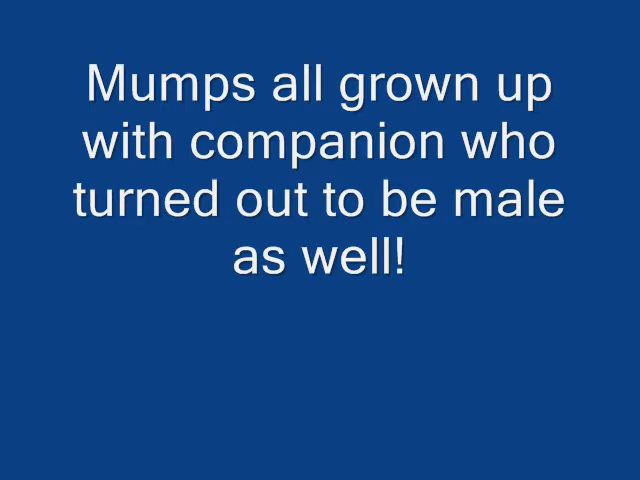 Mumps all grown up
with companion who
turned out to be male
as well!